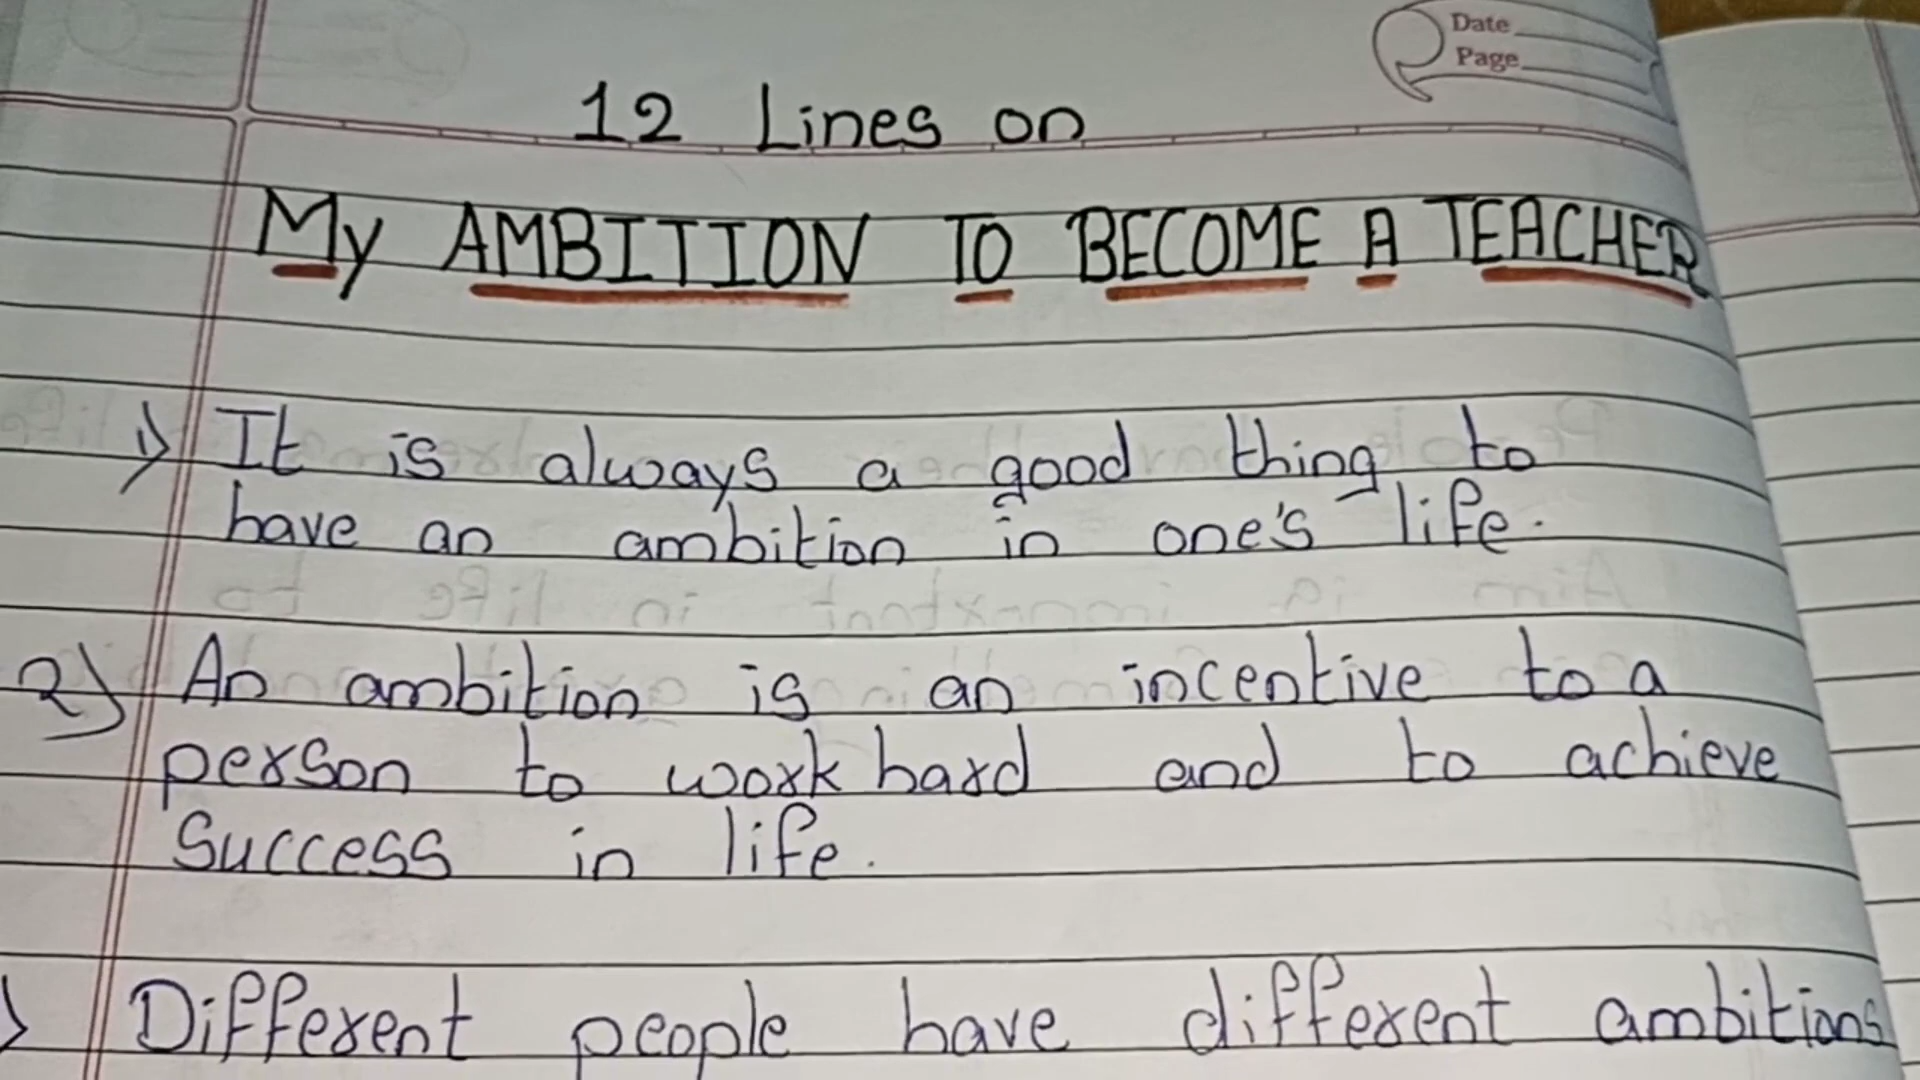 Date
Page
12 Lines on
My AMBITION TO BECOME A TEACHER
1) It is always a good thing to
have an ambition in one's life.
2) An ambition is an incentive to a
person to work hard and to achieve
Success in life.
) Different people have different ambitions